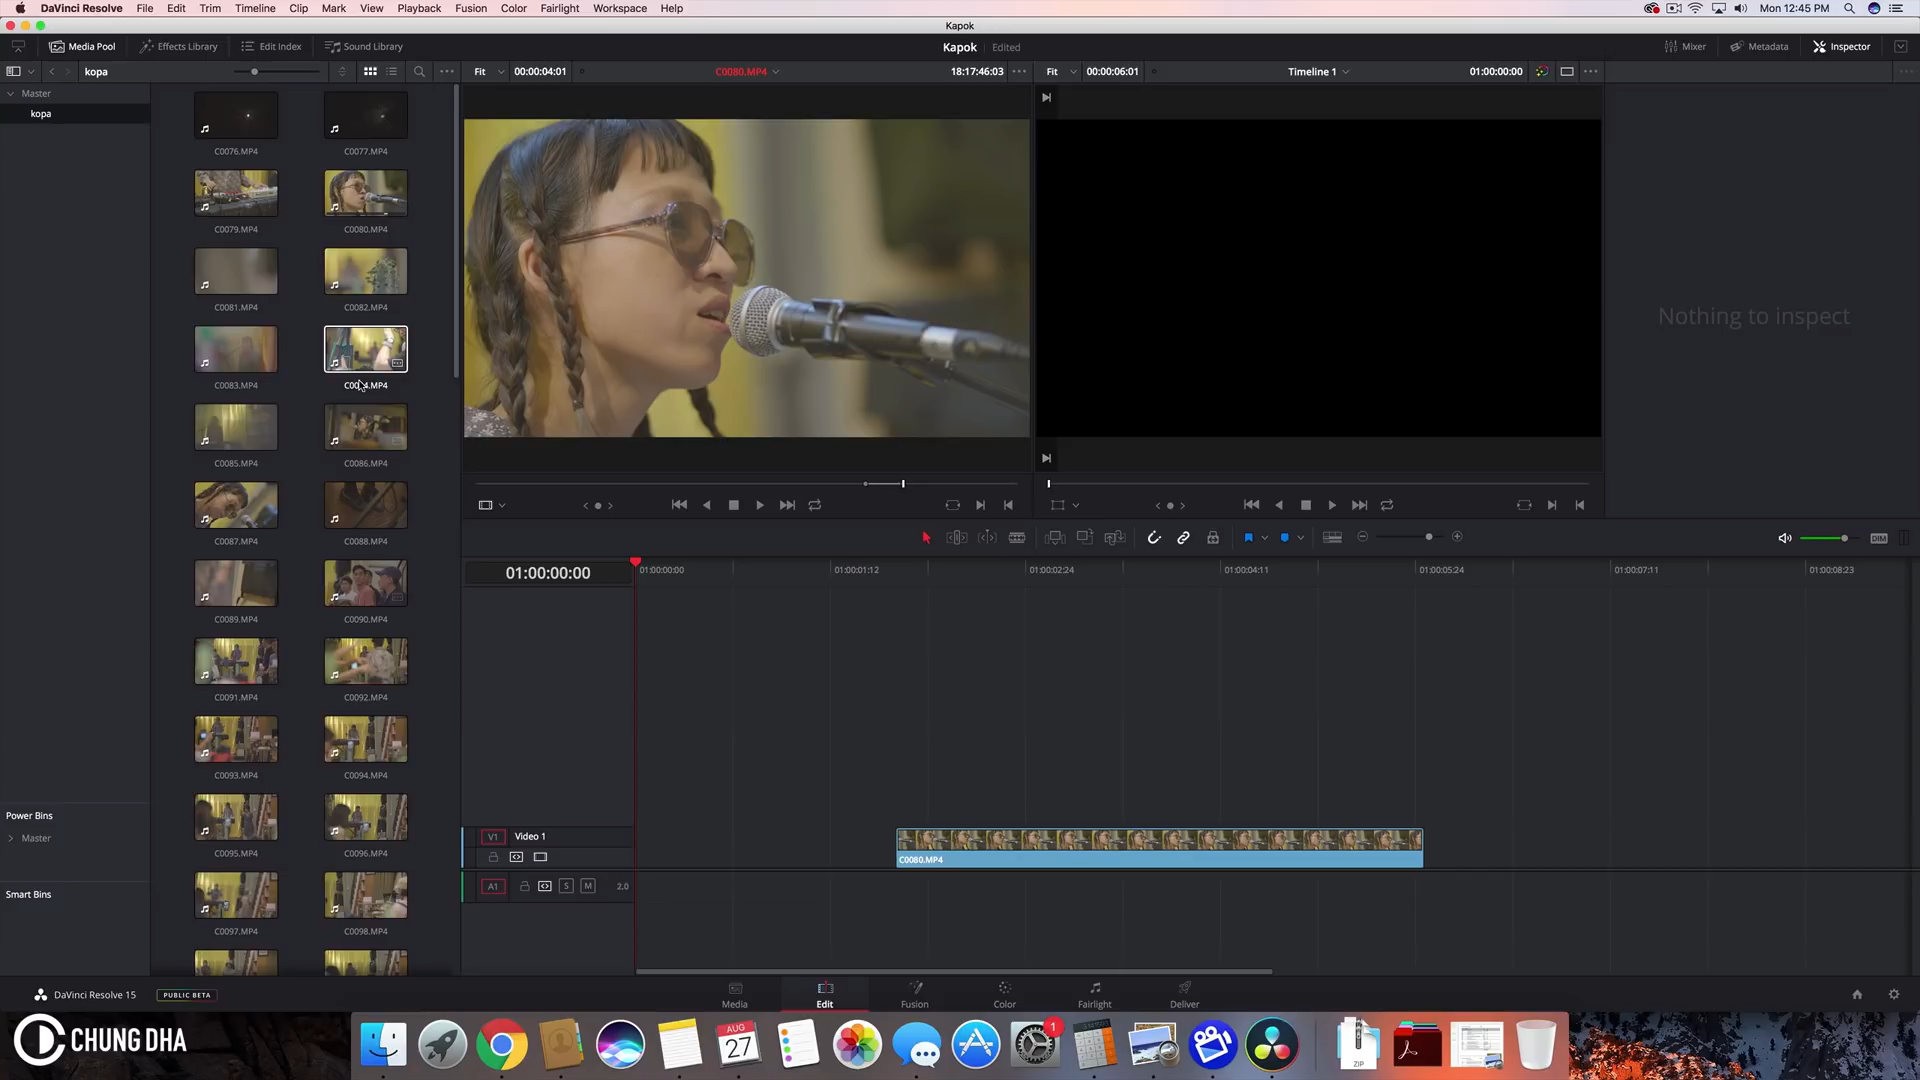 DaVinci Resolve File Edit Trim Timeline Clip Mark View Playback Fusion Color Fairlight Workspace Help Mon 12:45 PM
Kapok
Media Pool Effects Library Edit Index Sound Library Kapok Edited Mixer Metadata Inspector
kopa Fit 00:00:04:01 C0080.MP4 18:17:46:03 Fit 00:00:06:01 Timeline 1 01:00:00:00
Master
kopa
C0076.MP4 C0077.MP4
C0079.MP4 C0080.MP4
C0081.MP4 C0082.MP4
C0083.MP4
C0085.MP4 C0086.MP4
C0087.MP4 C0088.MP4
C0089.MP4 C0090.MP4
C0091.MP4 C0092.MP4
C0093.MP4 C0094.MP4
C0095.MP4 C0096.MP4
C0097.MP4 C0098.MP4
Nothing to inspect
DIM
01:00:00:00 01:00:00:00 01:00:01:12 01:00:02:24 01:00:04:11 01:00:05:24 01:00:07:11 01:00:08:23
V1 Video 1
C0080.MP4
A1 S M 2.0
Power Bins
Master
Smart Bins
DaVinci Resolve 15 PUBLIC BETA
Media Edit Fusion Color Fairlight Deliver
CHUNG DHA
AUG
27
1
ZIP